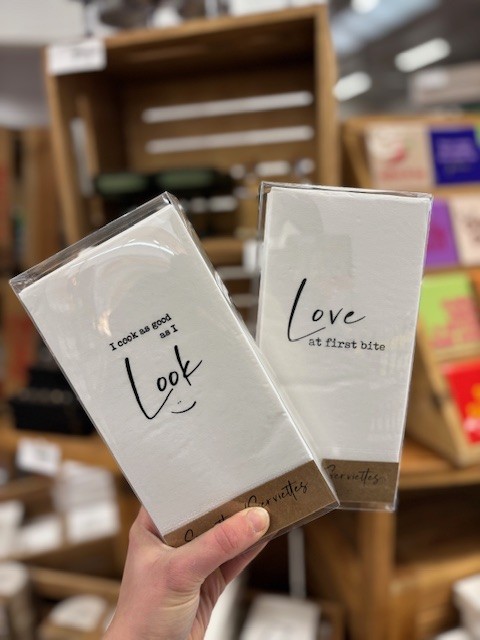 I cook as good
as I
Look
Serviettes
Love
at first bite
Serviettes